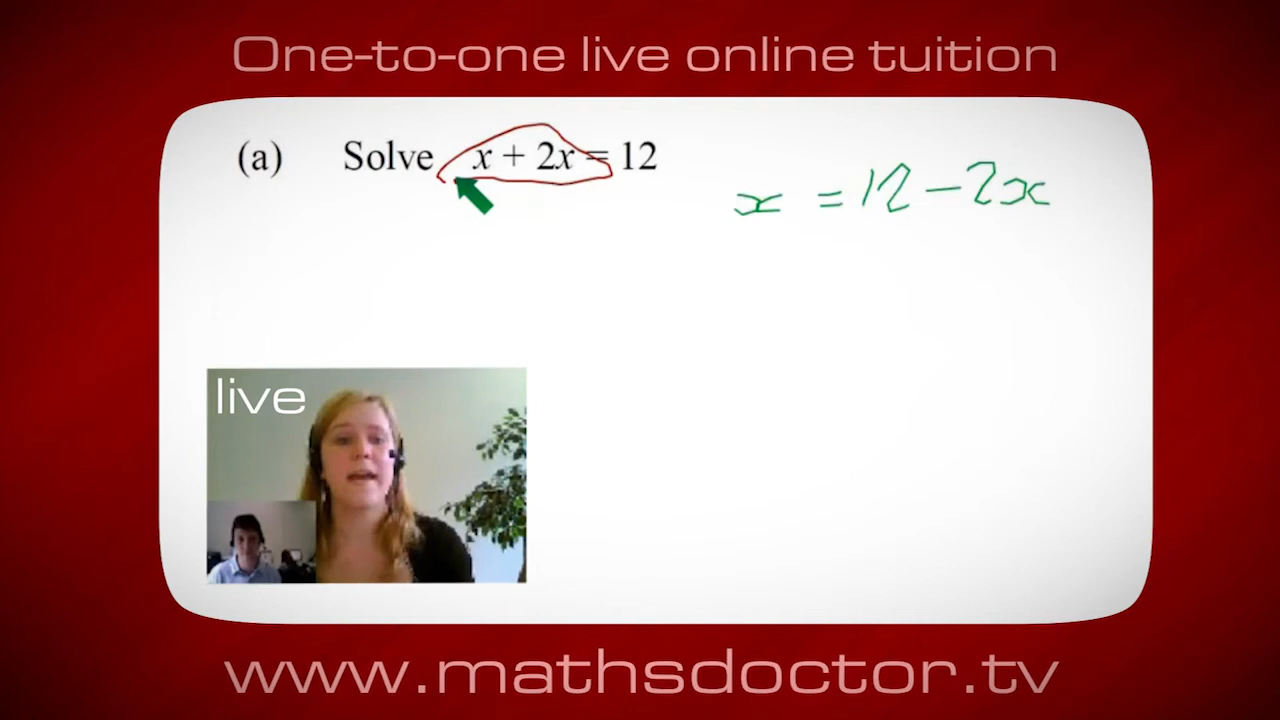 One-to-one live online tuition
(a) Solve x + 2x = 12
x = 12 - 2x
live
www.mathsdoctor.tv